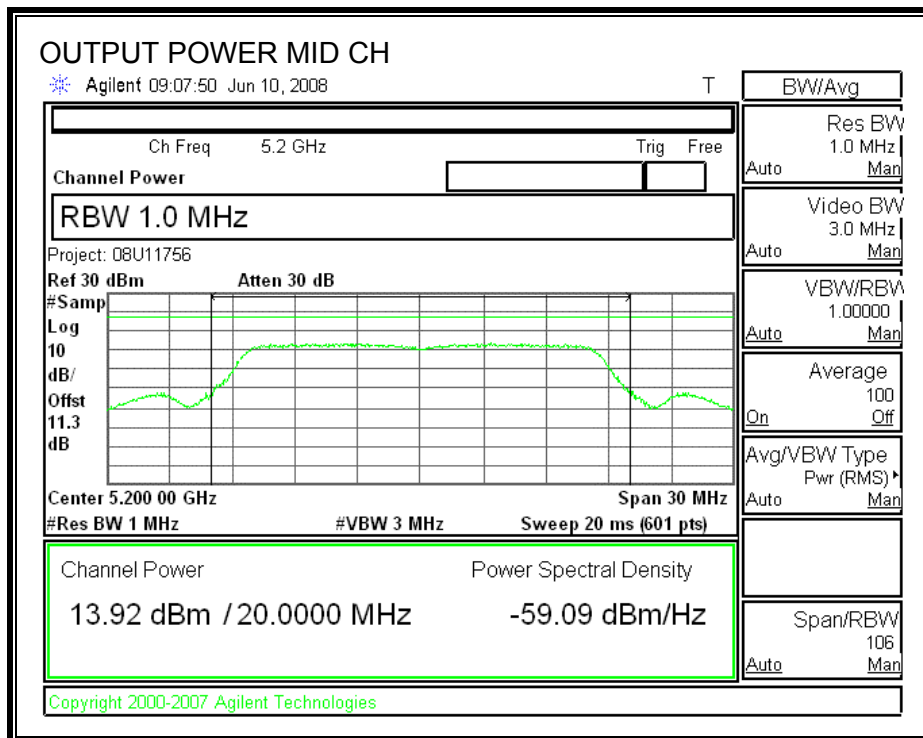 OUTPUT POWER MID CH
Agilent 09:07:50 Jun 10, 2008 T
BW/Avg
Ch Freq 5.2 GHz Trig Free
Channel Power
RBW 1.0 MHz
Project: 08U11756
Ref 30 dBm Atten 30 dB
#Samp
Log
10
dB/
Offst
11.3
dB
Center 5.200 00 GHz Span 30 MHz
#Res BW 1 MHz #VBW 3 MHz Sweep 20 ms (601 pts)
Channel Power Power Spectral Density
13.92 dBm / 20.0000 MHz -59.09 dBm/Hz
Copyright 2000-2007 Agilent Technologies
Res BW
1.0 MHz
Auto Man
Video BW
3.0 MHz
Auto Man
VBW/RBW
1.00000
Auto Man
Average
100
On Off
Avg/VBW Type
Pwr (RMS)
Auto Man
Span/RBW
106
Auto Man